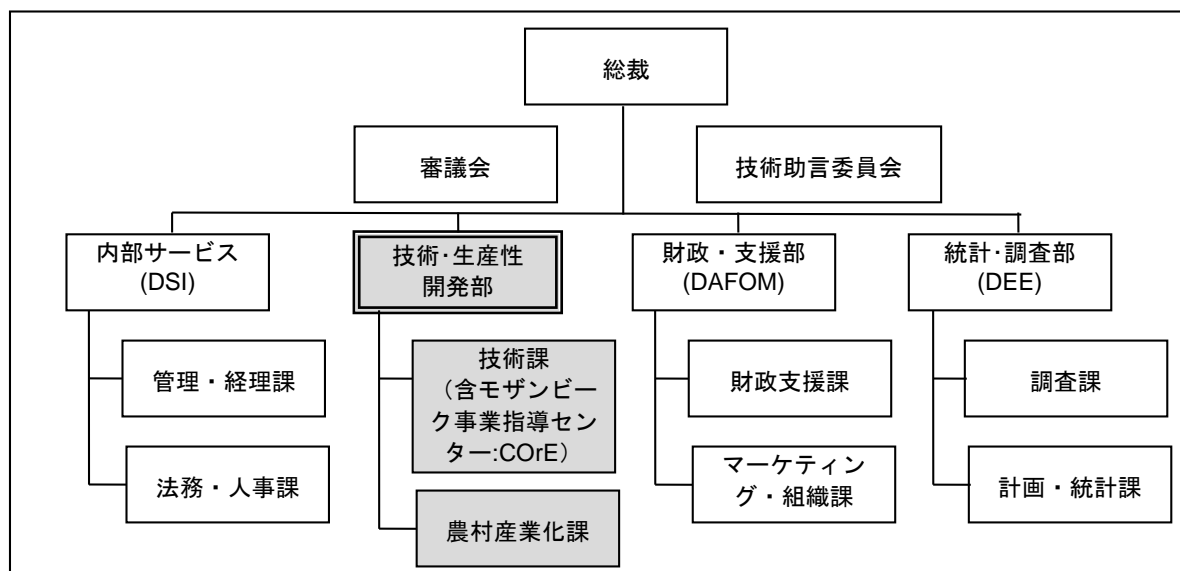 総裁
審議会
技術助言委員会
内部サービス
(DSI)
技術･生産性
開発部
財政・支援部
(DAFOM)
統計･調査部
(DEE)
管理・経理課
法務・人事課
技術課
（含モザンビー
ク事業指導セン
ター:COrE）
農村産業化課
財政支援課
マーケティン
グ・組織課
調査課
計画・統計課